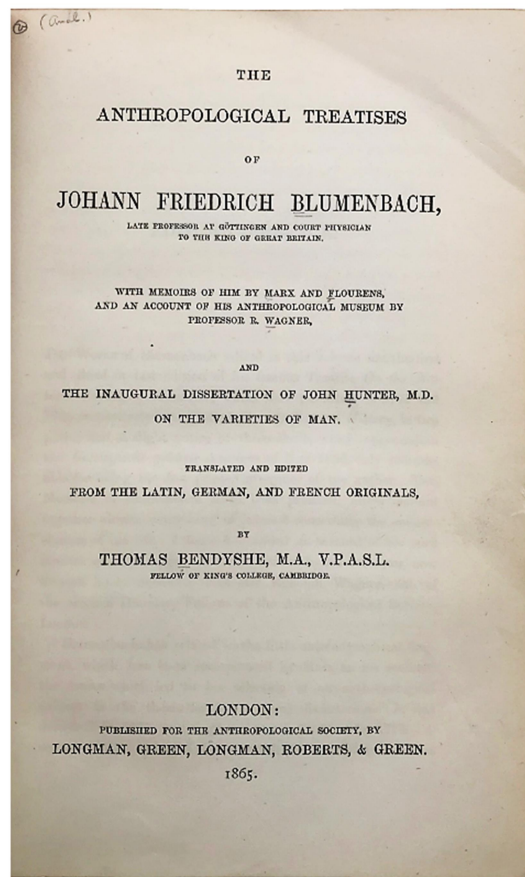 (Anat.)
THE
ANTHROPOLOGICAL TREATISES
OF
JOHANN FRIEDRICH BLUMENBACH,
LATE PROFESSOR AT GÖTTINGEN AND COURT PHYSICIAN
TO THE KING OF GREAT BRITAIN.
WITH MEMOIRS OF HIM BY MARX AND FLOURENS,
AND AN ACCOUNT OF HIS ANTHROPOLOGICAL MUSEUM BY
PROFESSOR R. WAGNER,
AND
THE INAUGURAL DISSERTATION OF JOHN HUNTER, M.D.
ON THE VARIETIES OF MAN.
TRANSLATED AND EDITED
FROM THE LATIN, GERMAN, AND FRENCH ORIGINALS,
BY
THOMAS BENDYSHE, M.A., V.P.A.S.L.
FELLOW OF KING'S COLLEGE, CAMBRIDGE.
LONDON:
PUBLISHED FOR THE ANTHROPOLOGICAL SOCIETY, BY
LONGMAN, GREEN, LONGMAN, ROBERTS, & GREEN.
1865.